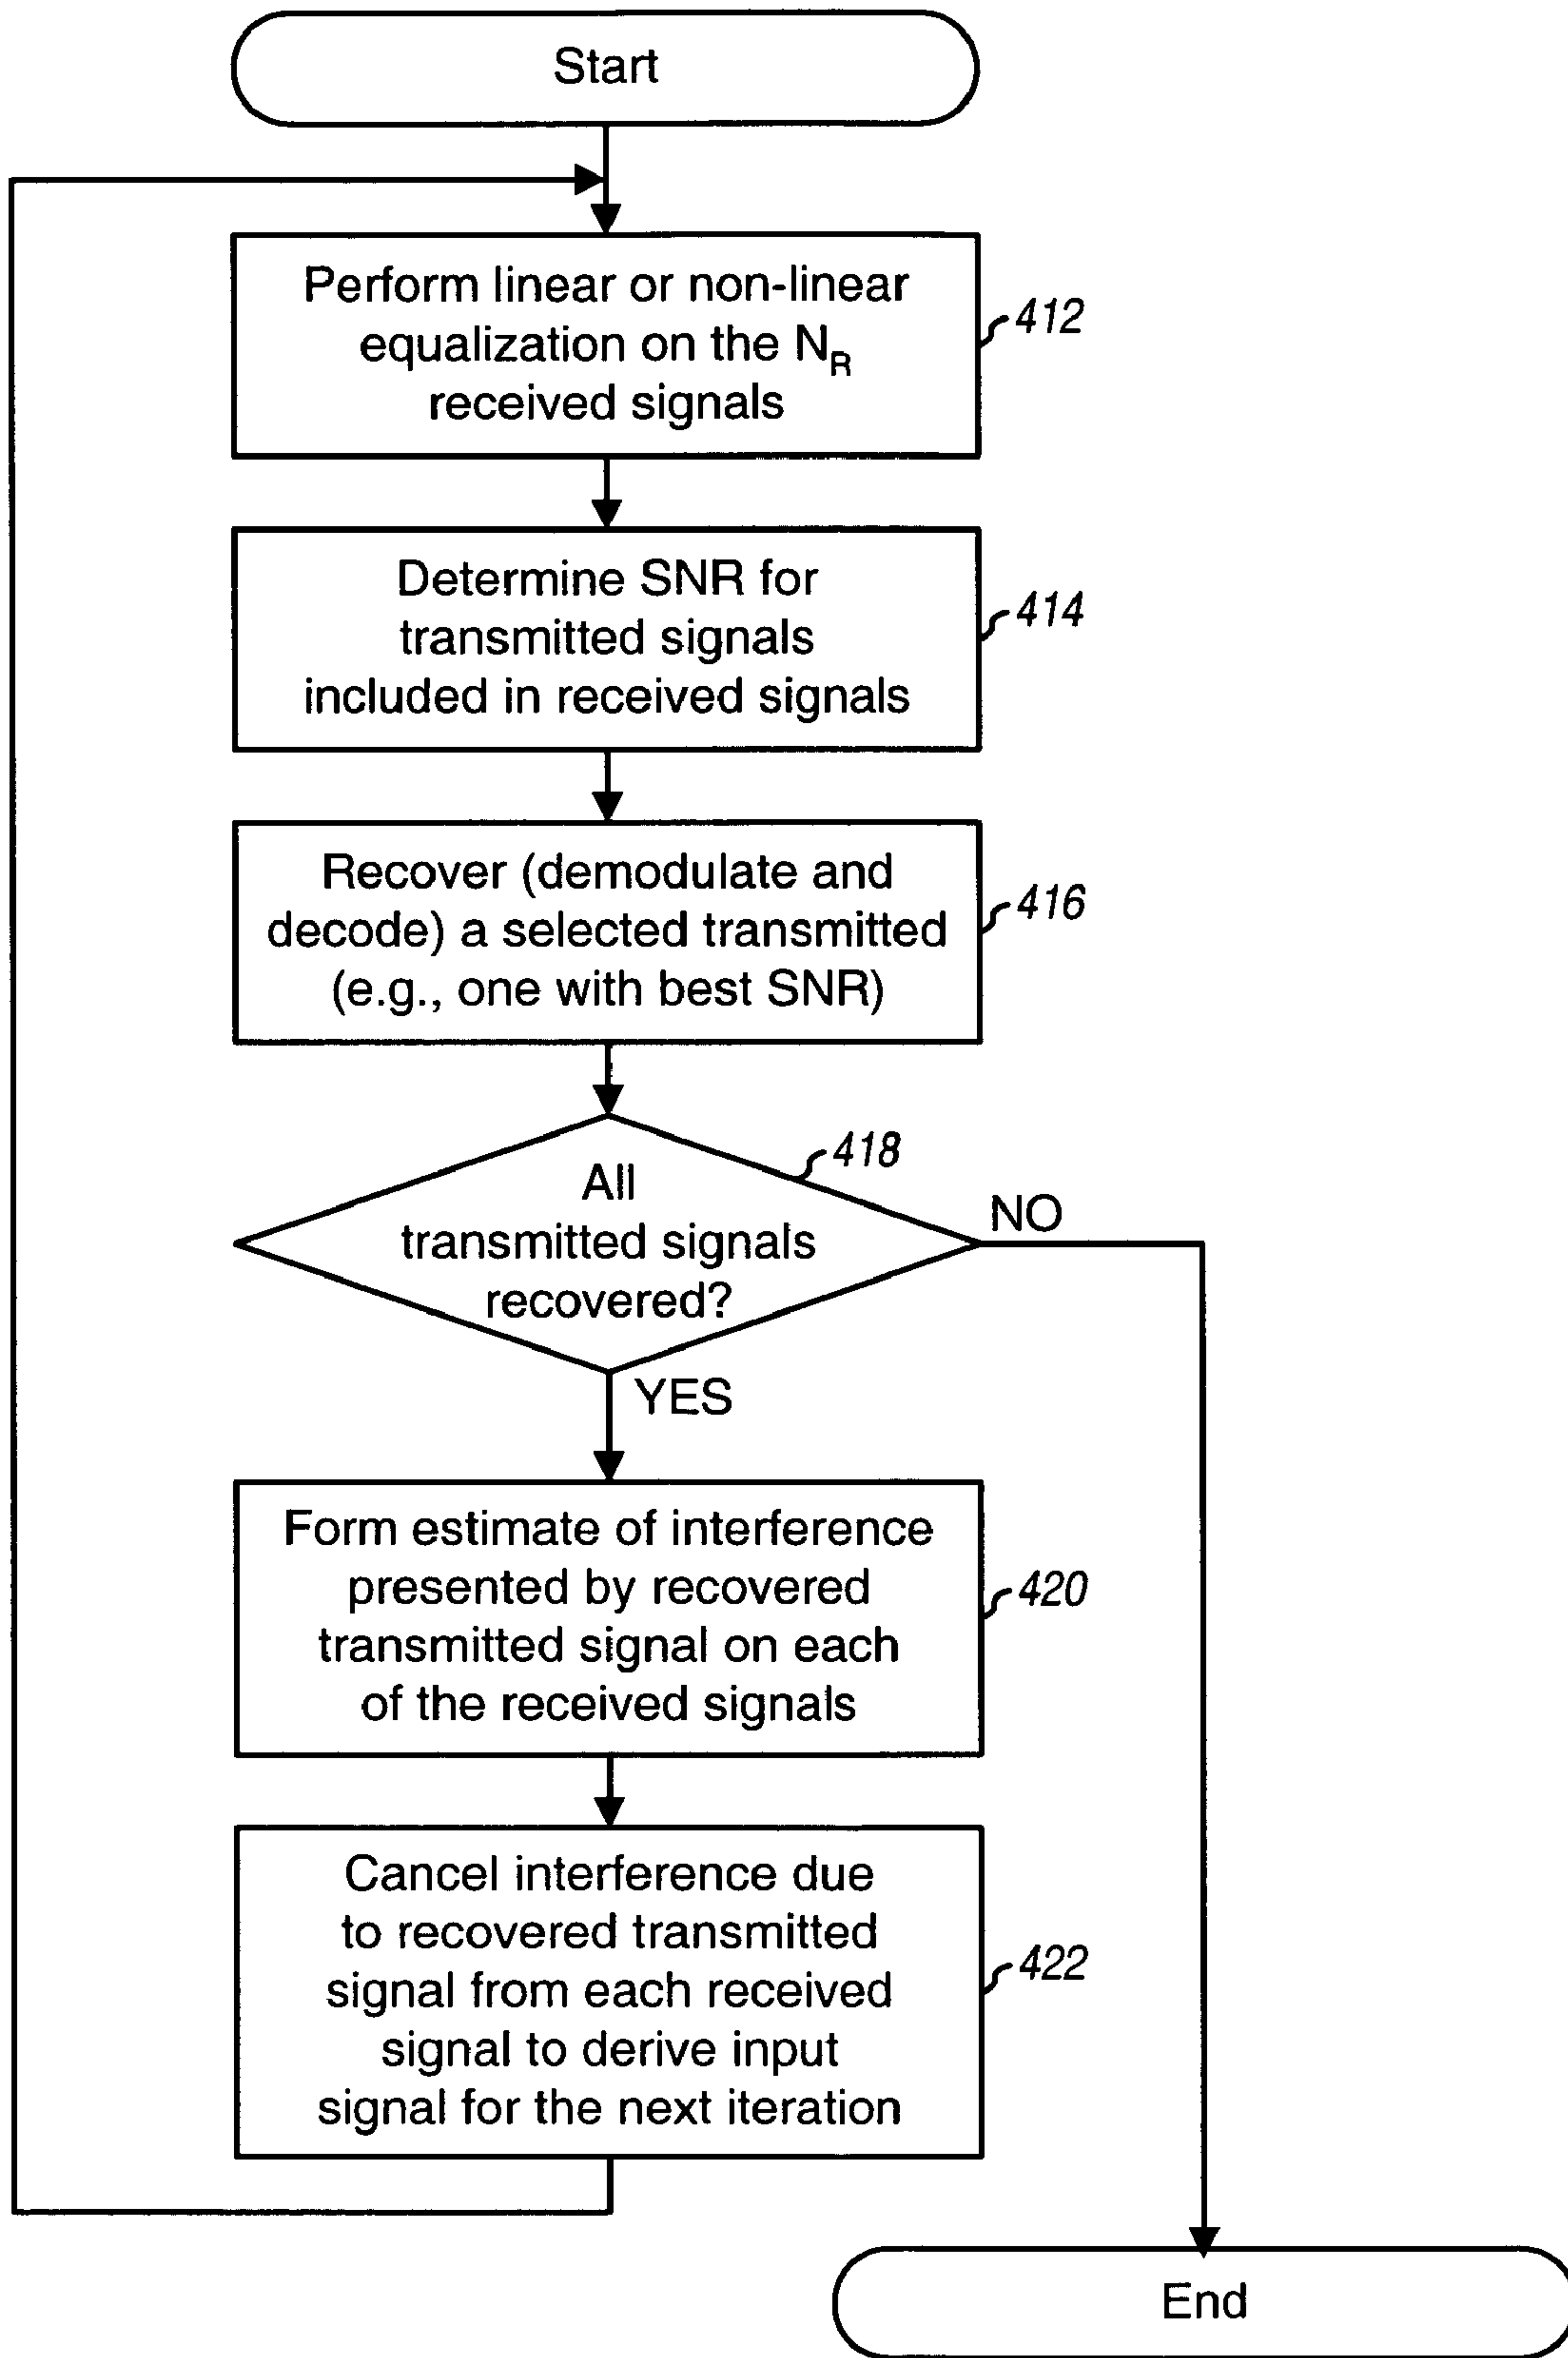 Start
Perform linear or non-linear
equalization on the NR
received signals
412
Determine SNR for
transmitted signals
included in received signals
414
Recover (demodulate and
decode) a selected transmitted
(e.g., one with best SNR)
416
All
transmitted signals
recovered?
418
NO
YES
Form estimate of interference
presented by recovered
transmitted signal on each
of the received signals
420
Cancel interference due
to recovered transmitted
signal from each received
signal to derive input
signal for the next iteration
422
End